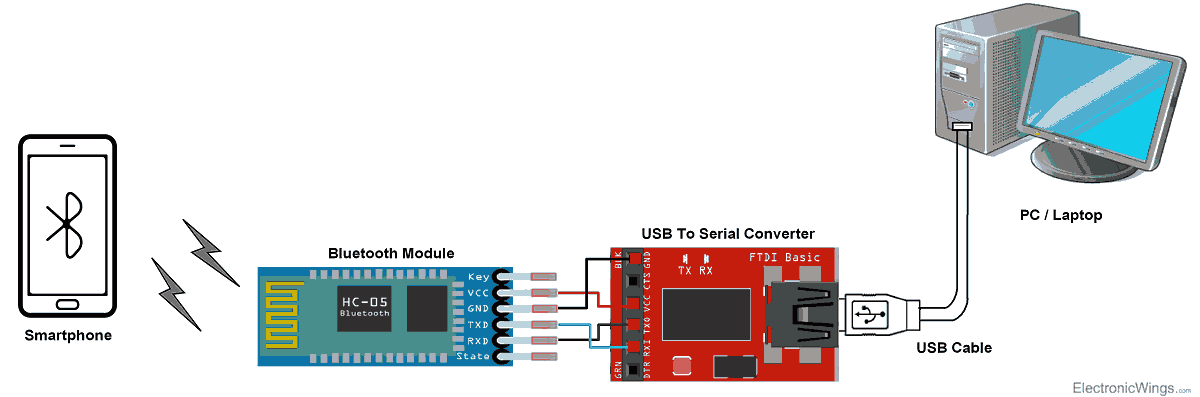 PC / Laptop
USB To Serial Converter
Bluetooth Module
BLK
GND
CTS
VCC
TXO
RXI
DTR
GRN
TX RX
FTDI Basic
Key
VCC
GND
TXD
RXD
State
HC-05
Bluetooth
Smartphone
USB Cable
ElectronicWings.com